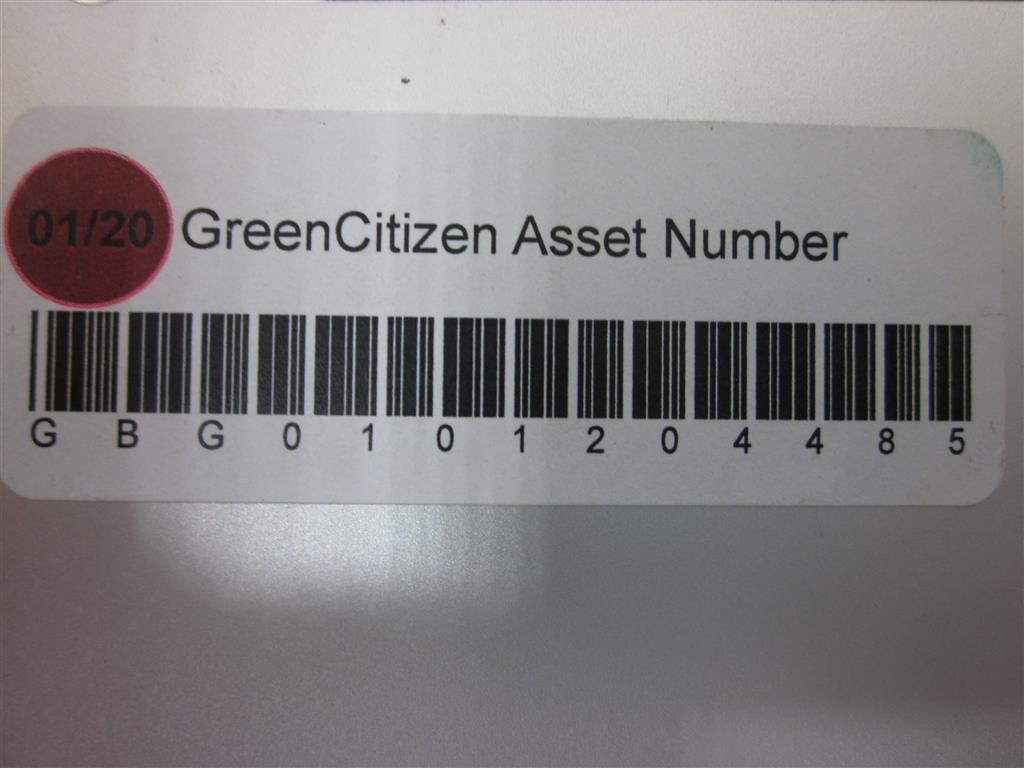 01/20 GreenCitizen Asset Number
G B G 0 1 0 1 2 0 4 4 8 5